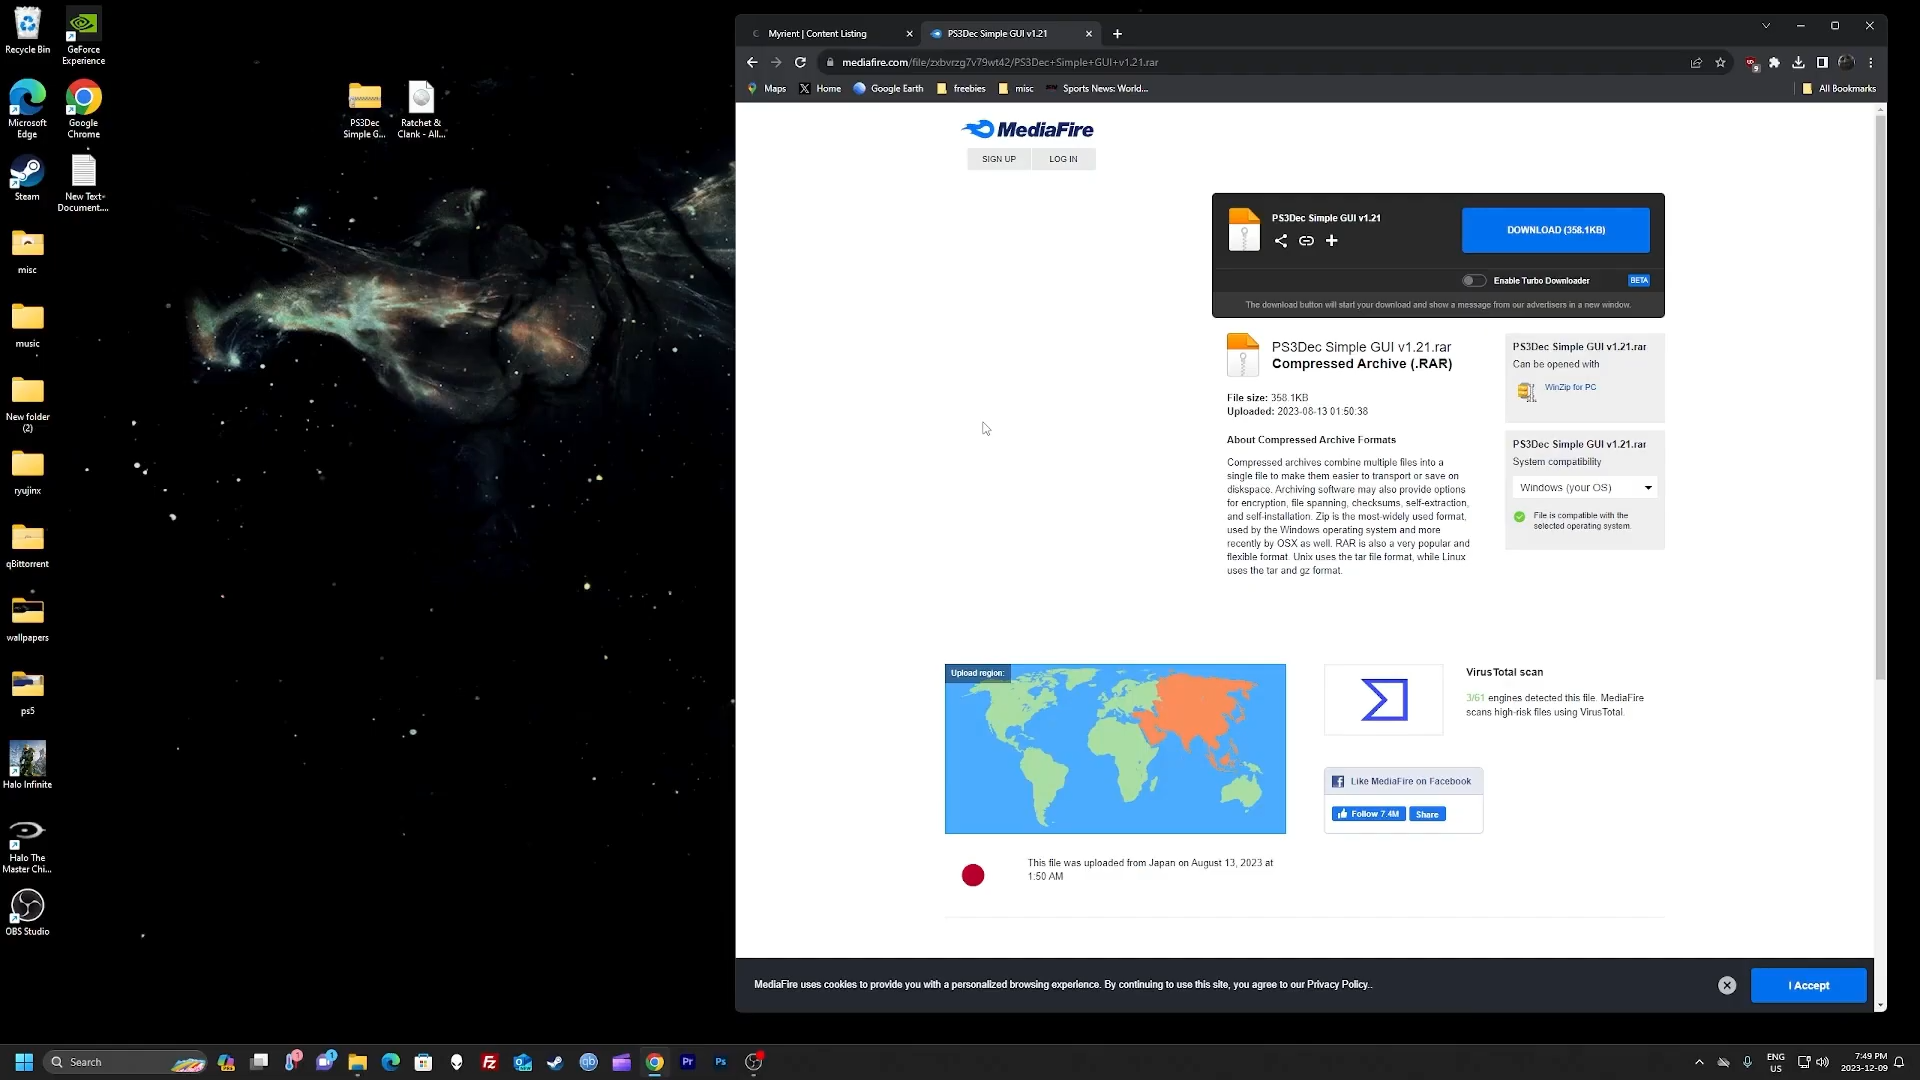 Recycle Bin
GeForce
Experience
Microsoft
Edge
Google
Chrome
Steam
New Text
Document....
misc
music
New folder
(2)
ryujinx
qBittorrent
wallpapers
ps5
Halo Infinite
Halo The
Master Chi...
OBS Studio
PS3Dec
Simple G...
Ratchet &
Clank - All...
Myrient | Content Listing
PS3Dec Simple GUI v1.21
mediafire.com/file/zxbvrzg7v79wt42/PS3Dec+Simple+GUI+v1.21.rar
Maps
Home
Google Earth
freebies
misc
Sports News: World...
All Bookmarks
MediaFire
SIGN UP
LOG IN
PS3Dec Simple GUI v1.21
DOWNLOAD (358.1KB)
Enable Turbo Downloader
BETA
The download button will start your download and show a message from our advertisers in a new window.
PS3Dec Simple GUI v1.21.rar
Compressed Archive (.RAR)
File size: 358.1KB
Uploaded: 2023-08-13 01:50:38
About Compressed Archive Formats
Compressed archives combine multiple files into a
single file to make them easier to transport or save on
diskspace. Archiving software may also provide options
for encryption, file spanning, checksums, self-extraction,
and self-installation. Zip is the most-widely used format,
used by the Windows operating system and more
recently by OSX as well. RAR is also a very popular and
flexible format. Unix uses the tar file format, while Linux
uses the tar and gz format.
PS3Dec Simple GUI v1.21.rar
Can be opened with
WinZip for PC
PS3Dec Simple GUI v1.21.rar
System compatibility
Windows (your OS)
File is compatible with the
selected operating system.
Upload region:
VirusTotal scan
3/61 engines detected this file. MediaFire
scans high-risk files using VirusTotal.
Like MediaFire on Facebook
Follow 7.4M
Share
This file was uploaded from Japan on August 13, 2023 at
1:50 AM
MediaFire uses cookies to provide you with a personalized browsing experience. By continuing to use this site, you agree to our Privacy Policy..
I Accept
Search
Pr
Ps
ENG
US
7:49 PM
2023-12-09